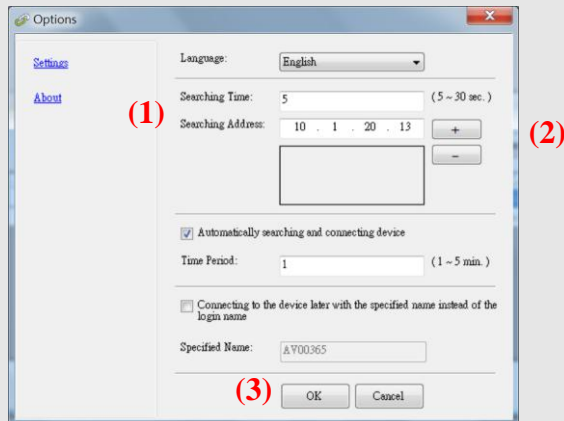 Options
Settings
About
Language:
English
(1)
Searching Time:
5
( 5 ~ 30 sec. )
Searching Address:
10 . 1 . 20 . 13
+
(2)
–
Automatically searching and connecting device
Time Period:
1
( 1 ~ 5 min. )
Connecting to the device later with the specified name instead of the
login name
Specified Name:
AV00365
(3)
OK
Cancel